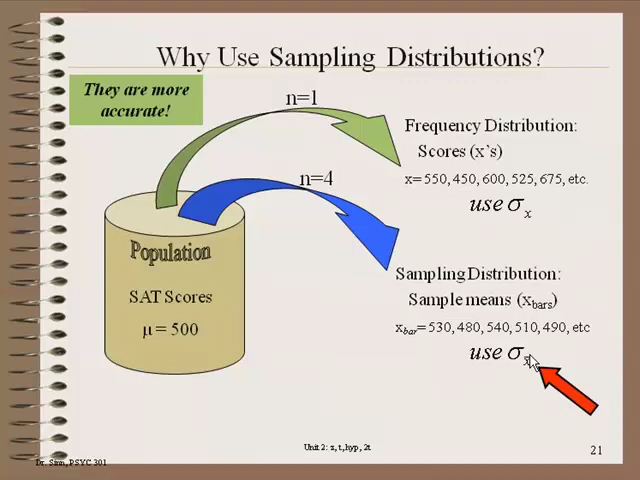 Why Use Sampling Distributions?
They are more
accurate!
n=1
Frequency Distribution:
Scores (x's)
x= 550, 450, 600, 525, 675, etc.
use σx
n=4
Population
SAT Scores
μ = 500
Sampling Distribution:
Sample means (xbars)
xbar= 530, 480, 540, 510, 490, etc
use σ
Unit 2: z, t, hyp, 2t
21
Dr. Sinn, PSYC 301